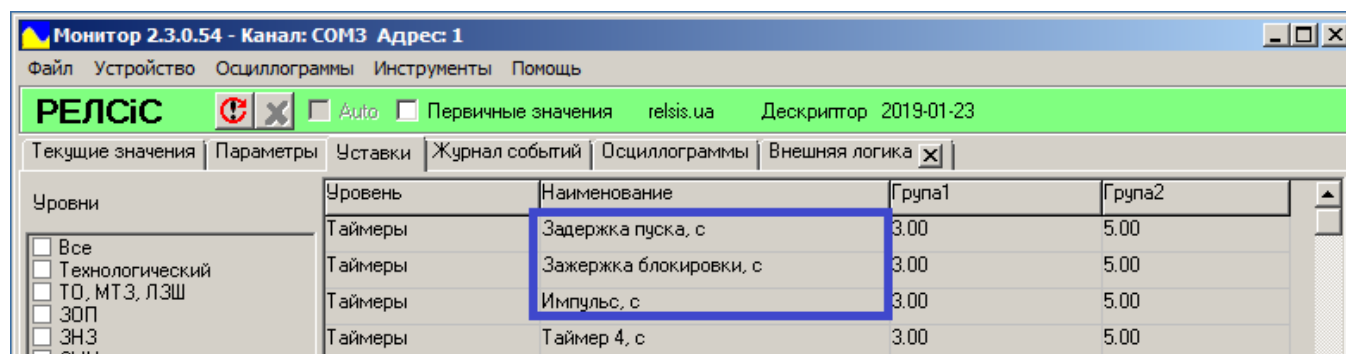 Монитор 2.3.0.54 - Канал: COM3 Адрес: 1
Файл Устройство Осциллограммы Инструменты Помощь
РЕЛСіС Auto Первичные значения relsis.ua Дескриптор 2019-01-23
Текущие значения Параметры Уставки Журнал событий Осциллограммы Внешняя логика
Уровни
Все
Технологический
ТО, МТЗ, ЛЗШ
ЗОП
ЗНЗ
Уровень Наименование Група1 Група2
Таймеры Задержка пуска, с 3.00 5.00
Таймеры Зажержка блокировки, с 3.00 5.00
Таймеры Импульс, с 3.00 5.00
Таймеры Таймер 4, с 3.00 5.00